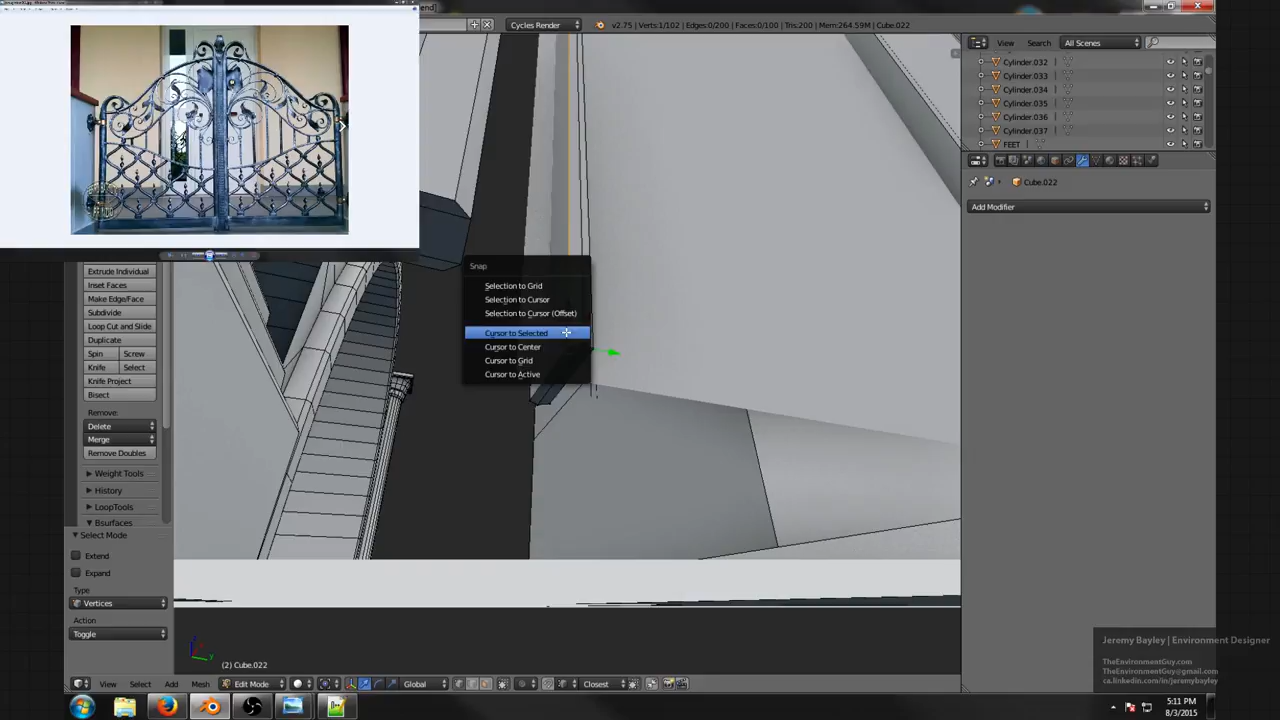 end]
Cycles Render
v2.75 | Verts:1/102 | Edges:0/200 | Faces:0/100 | Tris:200 | Mem:264.59M | Cube.022
View
Search
All Scenes
Cylinder.032
Cylinder.033
Cylinder.034
Cylinder.035
Cylinder.036
Cylinder.037
FEET
Cube.022
Add Modifier
Extrude Individual
Inset Faces
Make Edge/Face
Subdivide
Loop Cut and Slide
Duplicate
Spin
Screw
Knife
Select
Knife Project
Bisect
Remove:
Delete
Merge
Remove Doubles
Weight Tools
History
LoopTools
Bsurfaces
Select Mode
Extend
Expand
Type
Vertices
Action
Toggle
Snap
Selection to Grid
Selection to Cursor
Selection to Cursor (Offset)
Cursor to Selected
Cursor to Center
Cursor to Grid
Cursor to Active
(2) Cube.022
View
Select
Add
Mesh
Edit Mode
Global
Closest
Jeremy Bayley | Environment Designer
TheEnvironmentGuy.com
TheEnvironmentGuy@gmail.com
ca.linkedin.com/in/jeremybayley
5:11 PM
8/3/2015